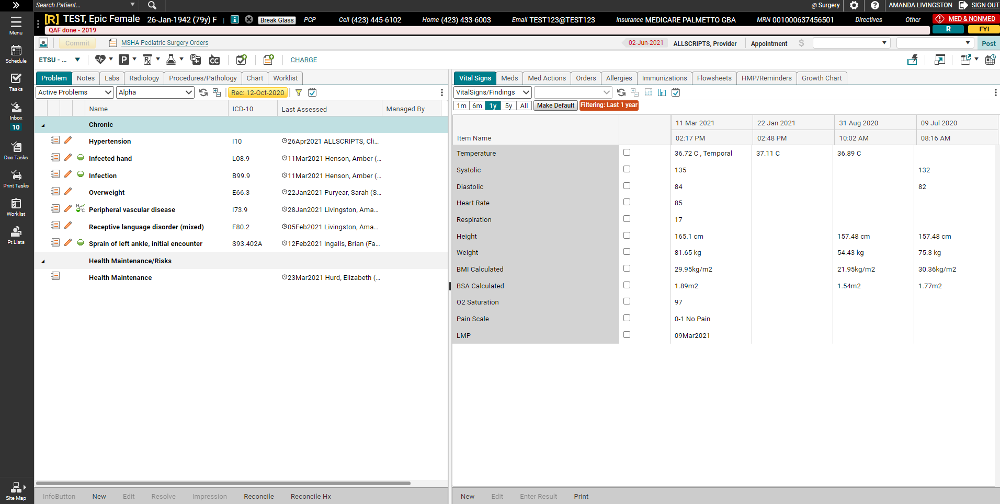 Search Patient...
@ Surgery
AMANDA LIVINGSTON
SIGN OUT
[R] TEST, Epic Female 26-Jan-1942 (79y) F | Break Glass PCP Cell (423) 445-6102 Home (423) 433-6003 Email TEST123@TEST123 Insurance MEDICARE PALMETTO GBA MRN 001000637456501 Directives Other MED & NONMED
QAF done - 2019
R FYI
Commit MSHA Pediatric Surgery Orders 02-Jun-2021 ALLSCRIPTS, Provider Appointment $ Post
ETSU - ... CHARGE
Menu
Schedule
Tasks
Inbox
10
Doc Tasks
Print Tasks
Worklist
Pt Lists
Site Map
Problem Notes Labs Radiology Procedures/Pathology Chart Worklist
Active Problems Alpha Rec: 12-Oct-2020
Name ICD-10 Last Assessed Managed By
Chronic
Hypertension I10 26Apr2021 ALLSCRIPTS, Cli...
Infected hand L08.9 11Mar2021 Henson, Amber (...
Infection B99.9 11Mar2021 Henson, Amber (...
Overweight E66.3 22Jan2021 Puryear, Sarah (S...
Peripheral vascular disease I73.9 28Jan2021 Livingston, Ama...
Receptive language disorder (mixed) F80.2 05Feb2021 Livingston, Ama...
Sprain of left ankle, initial encounter S93.402A 12Feb2021 Ingalls, Brian (Fa...
Health Maintenance/Risks
Health Maintenance 23Mar2021 Hurd, Elizabeth (...
InfoButton New Edit Resolve Impression Reconcile Reconcile Hx
Vital Signs Meds Med Actions Orders Allergies Immunizations Flowsheets HMP/Reminders Growth Chart
VitalSigns/Findings
1m 6m 1y 5y All Make Default Filtering: Last 1 year
11 Mar 2021 22 Jan 2021 31 Aug 2020 09 Jul 2020
Item Name 02:17 PM 02:48 PM 10:02 AM 08:16 AM
Temperature 36.72 C , Temporal 37.11 C 36.89 C
Systolic 135 132
Diastolic 84 82
Heart Rate 85
Respiration 17
Height 165.1 cm 157.48 cm 157.48 cm
Weight 81.65 kg 54.43 kg 75.3 kg
BMI Calculated 29.95kg/m2 21.95kg/m2 30.36kg/m2
BSA Calculated 1.89m2 1.54m2 1.77m2
O2 Saturation 97
Pain Scale 0-1 No Pain
LMP 09Mar2021
New Edit Enter Result Print